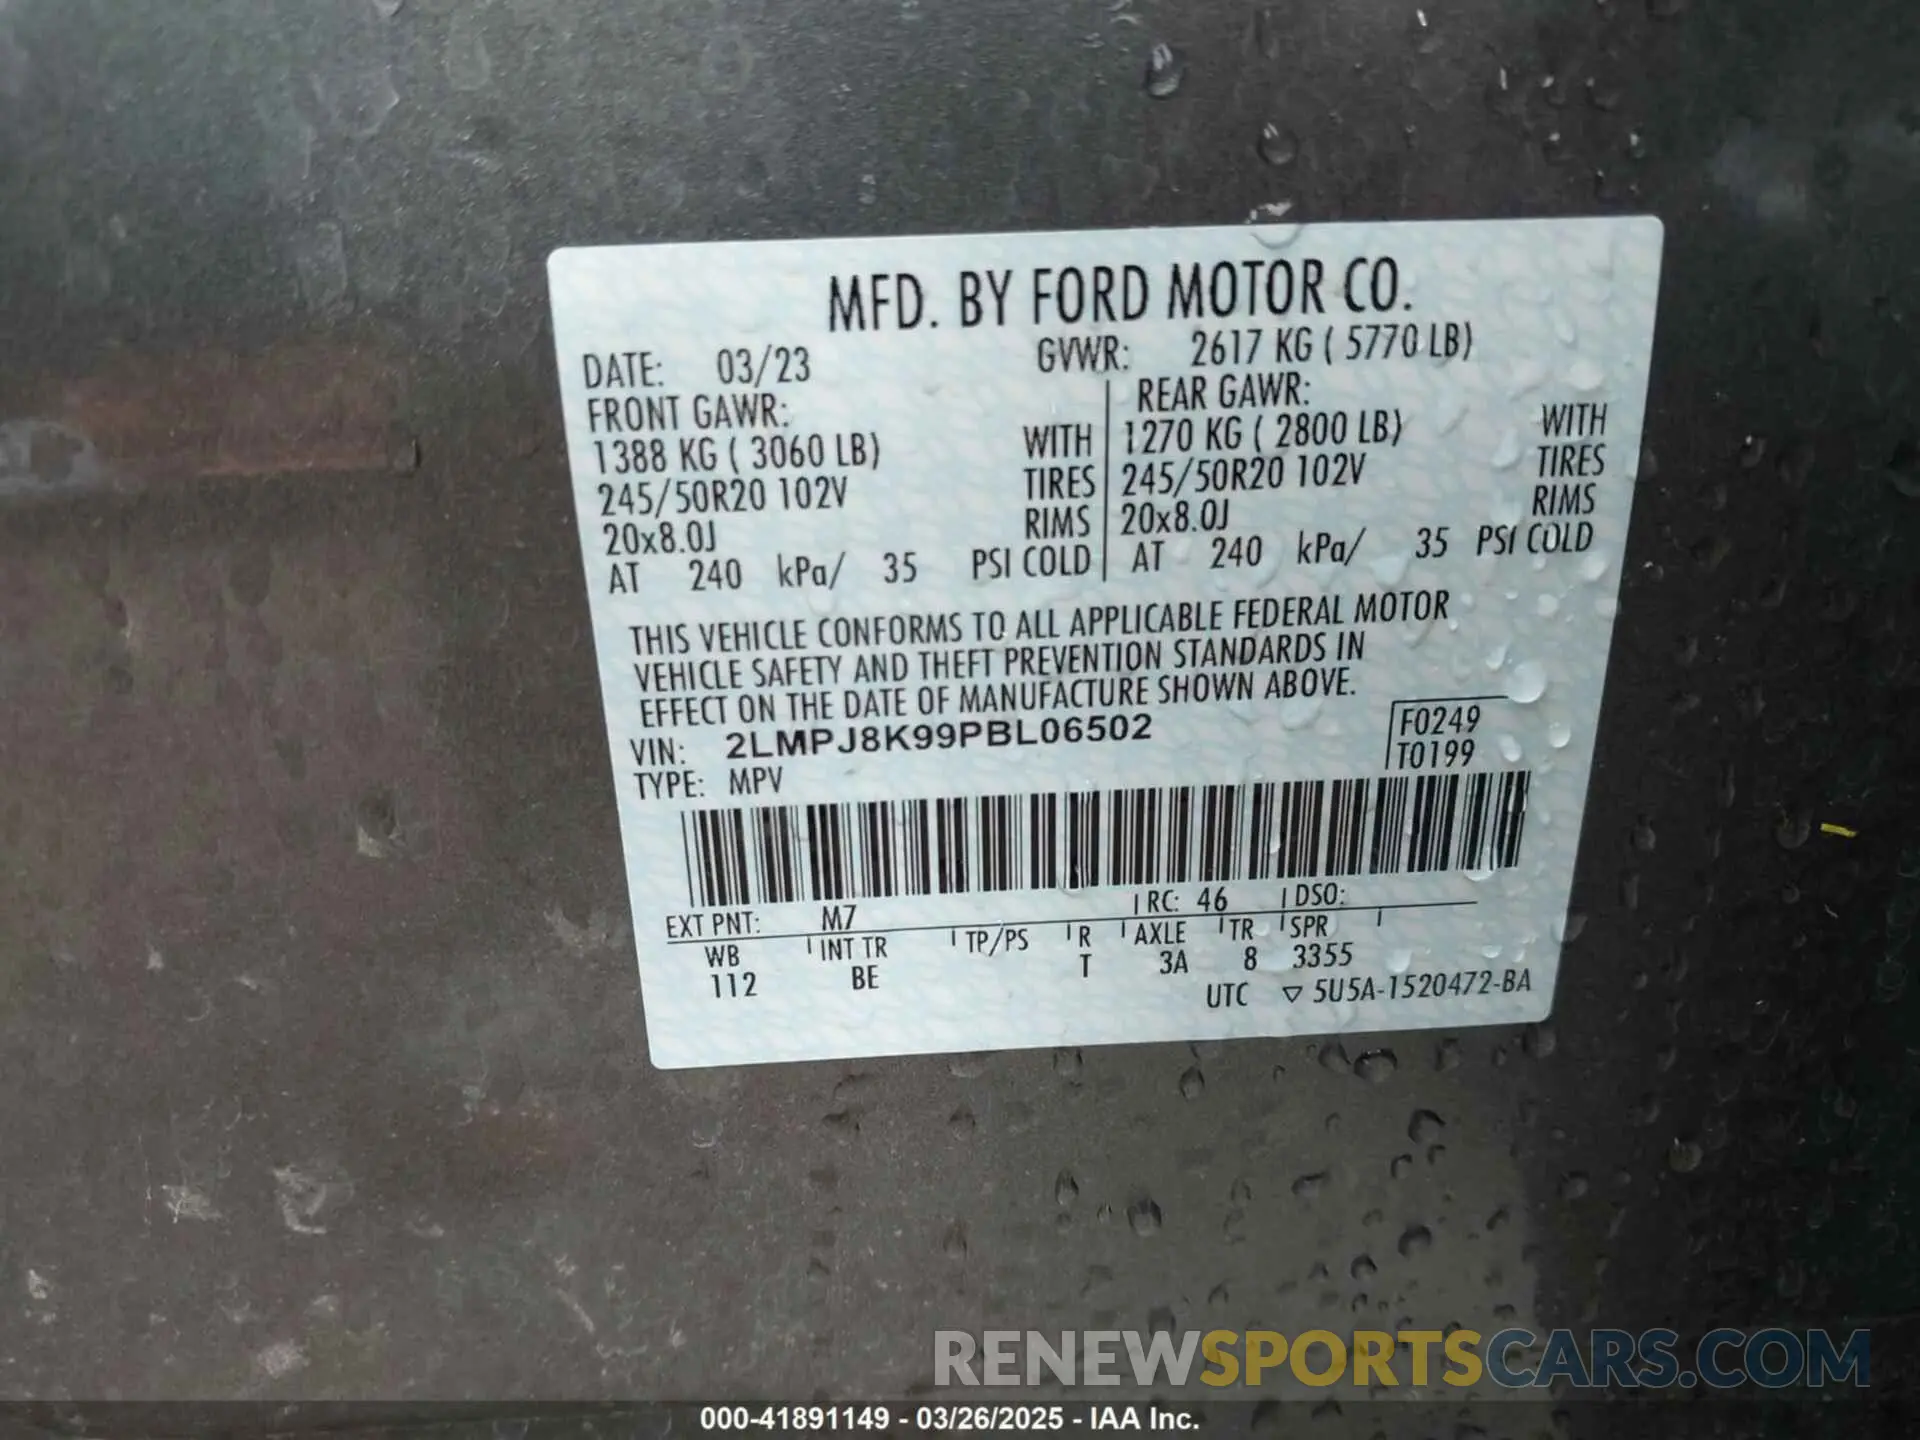 MFD. BY FORD MOTOR CO.
DATE: 03/23 GVWR: 2617 KG ( 5770 LB)
FRONT GAWR: REAR GAWR:
1388 KG ( 3060 LB) WITH 1270 KG ( 2800 LB) WITH
245/50R20 102V TIRES 245/50R20 102V TIRES
20x8.0J RIMS 20x8.0J RIMS
AT 240 kPa/ 35 PSI COLD AT 240 kPa/ 35 PSI COLD
THIS VEHICLE CONFORMS TO ALL APPLICABLE FEDERAL MOTOR
VEHICLE SAFETY AND THEFT PREVENTION STANDARDS IN
EFFECT ON THE DATE OF MANUFACTURE SHOWN ABOVE.
VIN: 2LMPJ8K99PBL06502 F0249
TYPE: MPV T0199
EXT PNT: M7 RC: 46 DSO:
WB INT TR TP/PS R AXLE TR SPR
112 BE T 3A 8 3355
UTC ▽ 5U5A-1520472-BA
RENEWSPORTSCARS.COM
000-41891149 - 03/26/2025 - IAA Inc.